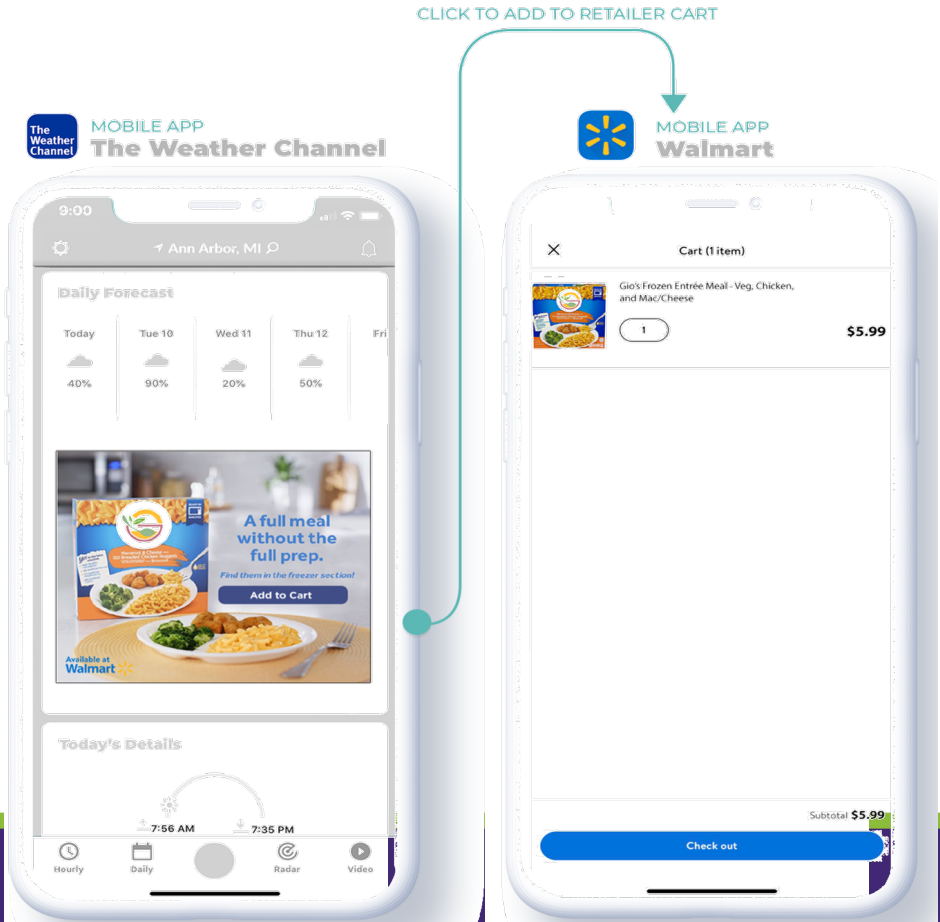 CLICK TO ADD TO RETAILER CART
The
Weather
Channel
MOBILE APP
The Weather Channel
9:00
Ann Arbor, MI
Daily Forecast
Today
Tue 10
Wed 11
Thu 12
Fri
40%
90%
20%
50%
A full meal
without the
full prep.
Find them in the freezer section!
Add to Cart
Available at
Walmart
Today's Details
7:56 AM
7:35 PM
Hourly
Daily
Radar
Video
MOBILE APP
Walmart
Cart (1 item)
Gio's Frozen Entrée Meal - Veg, Chicken,
and Mac/Cheese
1
$5.99
Subtotal $5.99
Check out